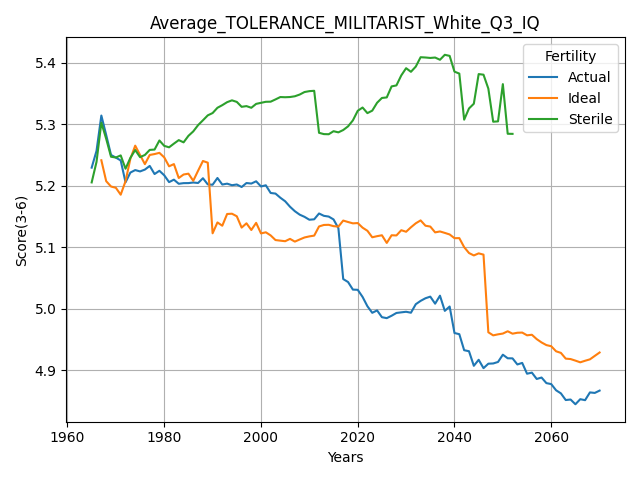 Average_TOLERANCE_MILITARIST_White_Q3_IQ
Fertility
Actual
Ideal
Sterile
Score(3-6)
5.4
5.3
5.2
5.1
5.0
4.9
1960 1980 2000 2020 2040 2060
Years